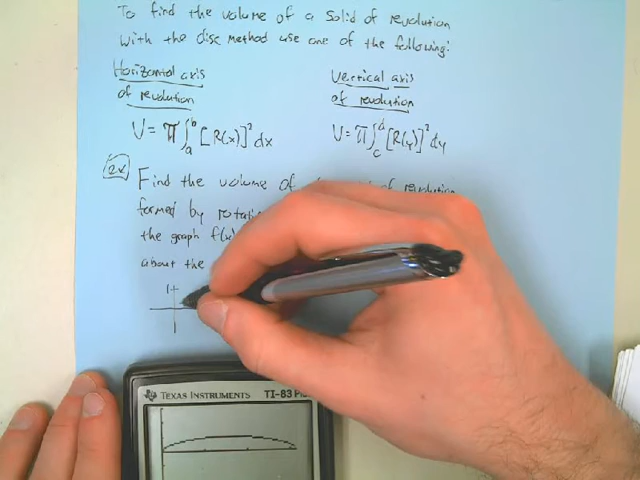 To find the volume of a solid of revolution
with the disc method use one of the following:
Horizontal axis
of revolution
V = π∫ₐᵇ [R(x)]² dx
Vertical axis
of revolution
V = π∫꜀ᵈ [R(y)]² dy
ex Find the volume of of revolution
formed by
the graph f(x)
about the
1
TEXAS INSTRUMENTS TI-83